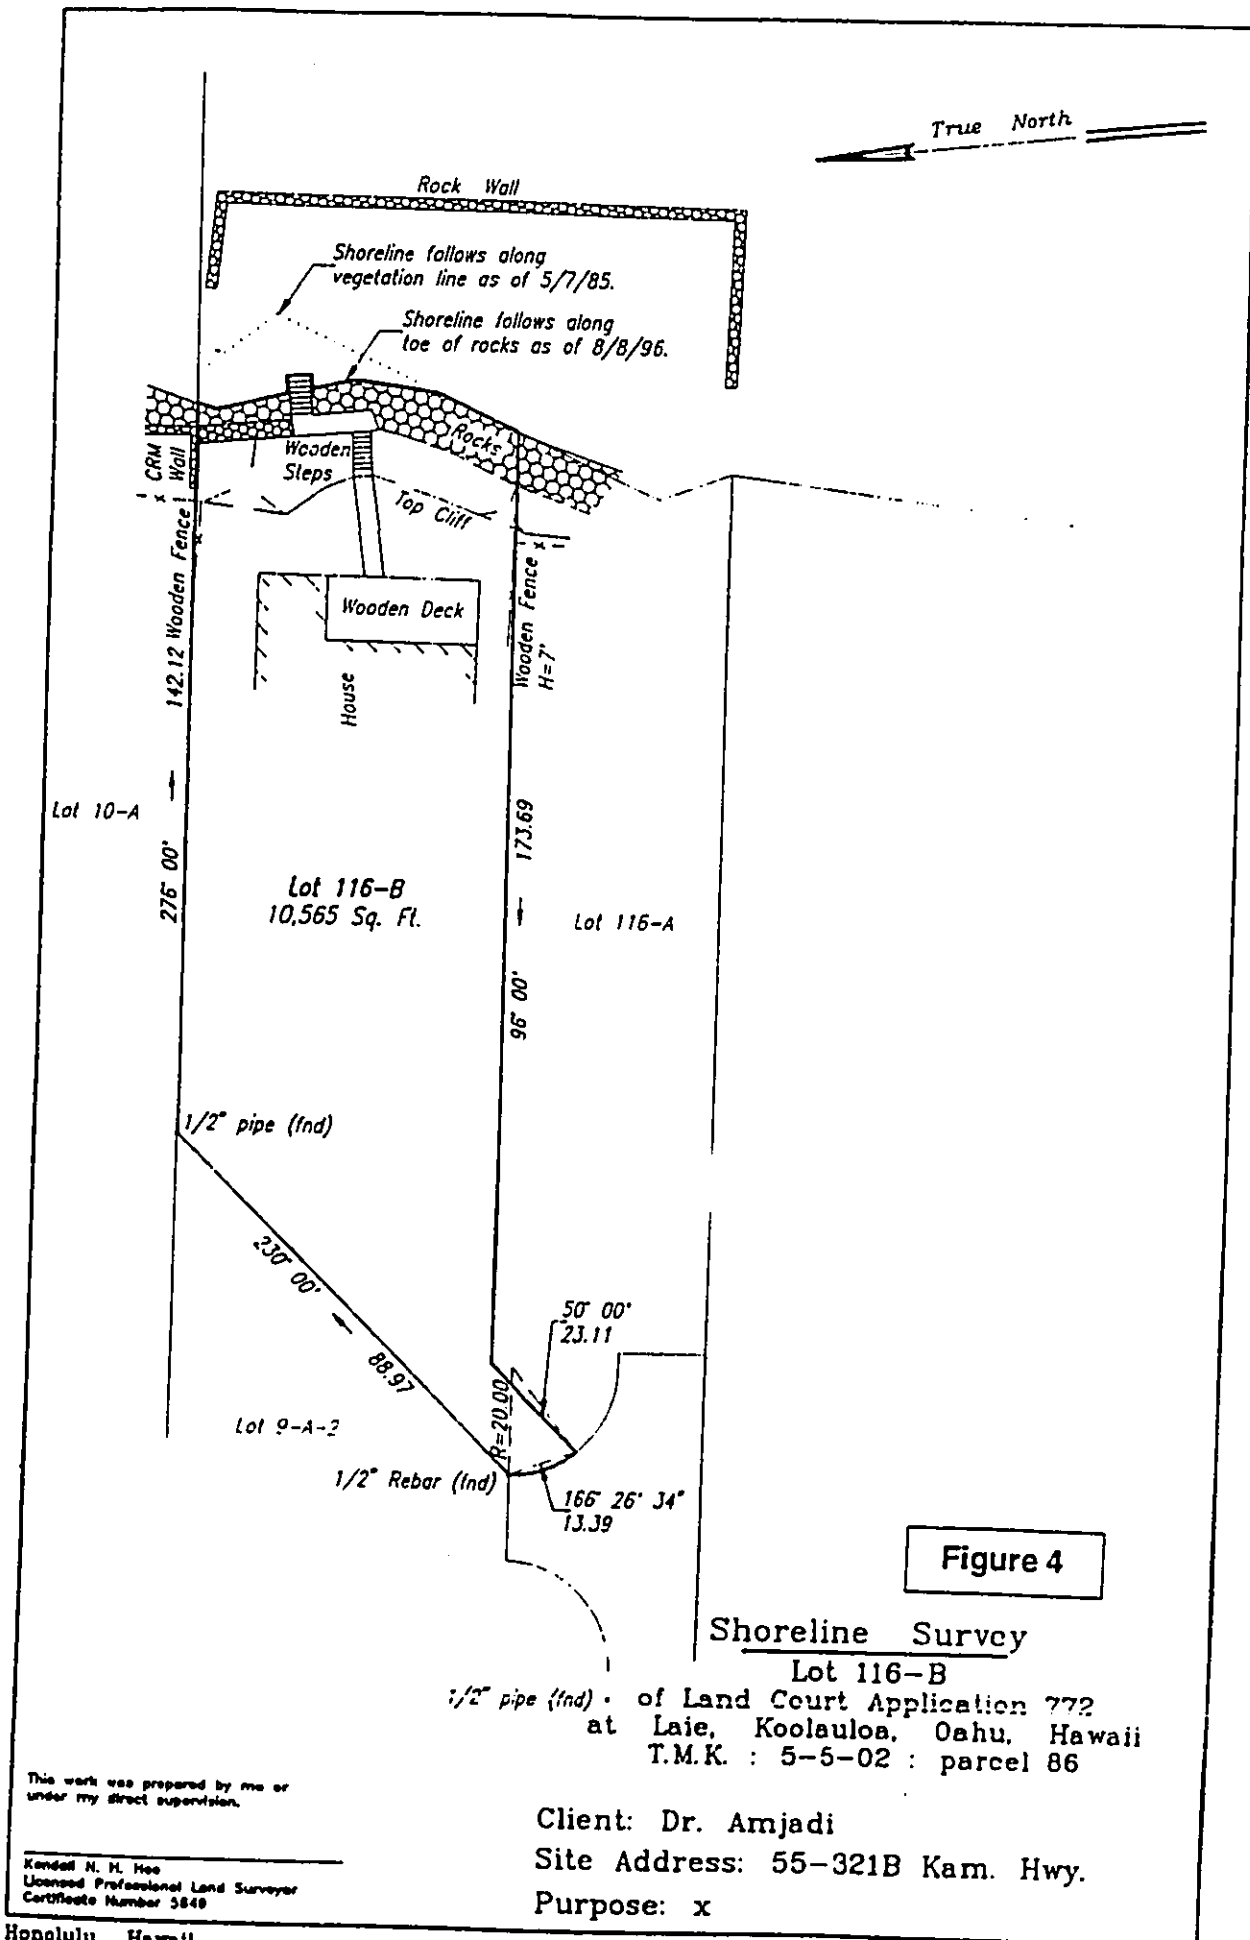 True North
Rock Wall
Shoreline follows along
vegetation line as of 5/7/85.
Shoreline follows along
toe of rocks as of 8/8/96.
CRM
Wall
Wooden
Steps
Rocks
Top Cliff
142.12 Wooden Fence
Wooden Deck
Wooden Fence
H=7'
House
Lot 10-A
276° 00'
173.69
Lot 116-B
10,565 Sq. Ft.
Lot 116-A
96° 00'
1/2" pipe (fnd)
230° 00'
88.97
50° 00'
23.11
R=20.00
Lot 9-A-2
1/2" Rebar (fnd)
166° 26' 34"
13.39
Figure 4
Shoreline Survey
Lot 116-B
1/2" pipe (fnd)
of Land Court Application 772
at Laie, Koolauloa, Oahu, Hawaii
T.M.K. : 5-5-02 : parcel 86
This work was prepared by me or
under my direct supervision.
Client: Dr. Amjadi
Site Address: 55-321B Kam. Hwy.
Purpose: x
Kendall N. H. Hee
Licensed Professional Land Surveyor
Certificate Number 5649
Honolulu, Hawaii